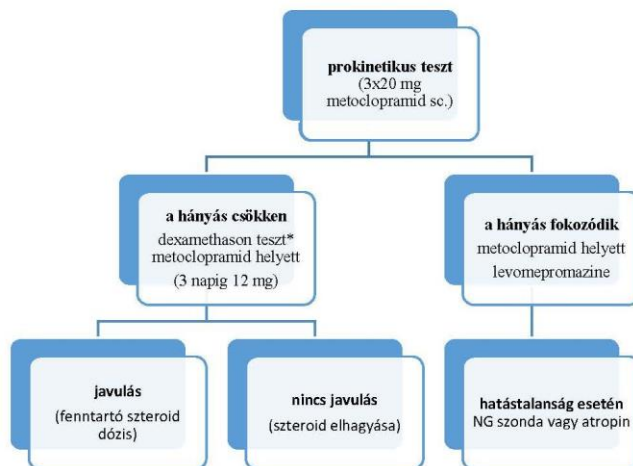 prokinetikus teszt
(3x20 mg
metoclopramid sc.)
a hányás csökken
dexamethason teszt*
metoclopramid helyett
(3 napig 12 mg)
a hányás fokozódik
metoclopramid helyett
levomepromazine
javulás
(fenntartó szteroid
dózis)
nincs javulás
(szteroid elhagyása)
hatástalanság esetén
NG szonda vagy atropin